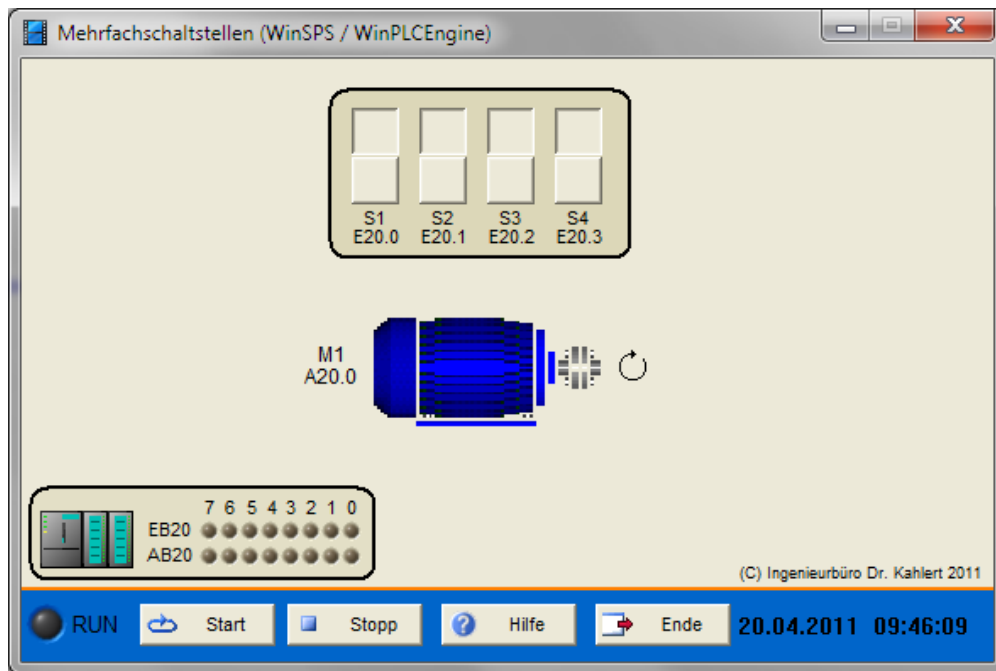 Mehrfachschaltstellen (WinSPS / WinPLCEngine)
S1 S2 S3 S4
E20.0 E20.1 E20.2 E20.3
M1
A20.0
7 6 5 4 3 2 1 0
EB20
AB20
(C) Ingenieurbüro Dr. Kahlert 2011
RUN Start Stopp Hilfe Ende 20.04.2011 09:46:09